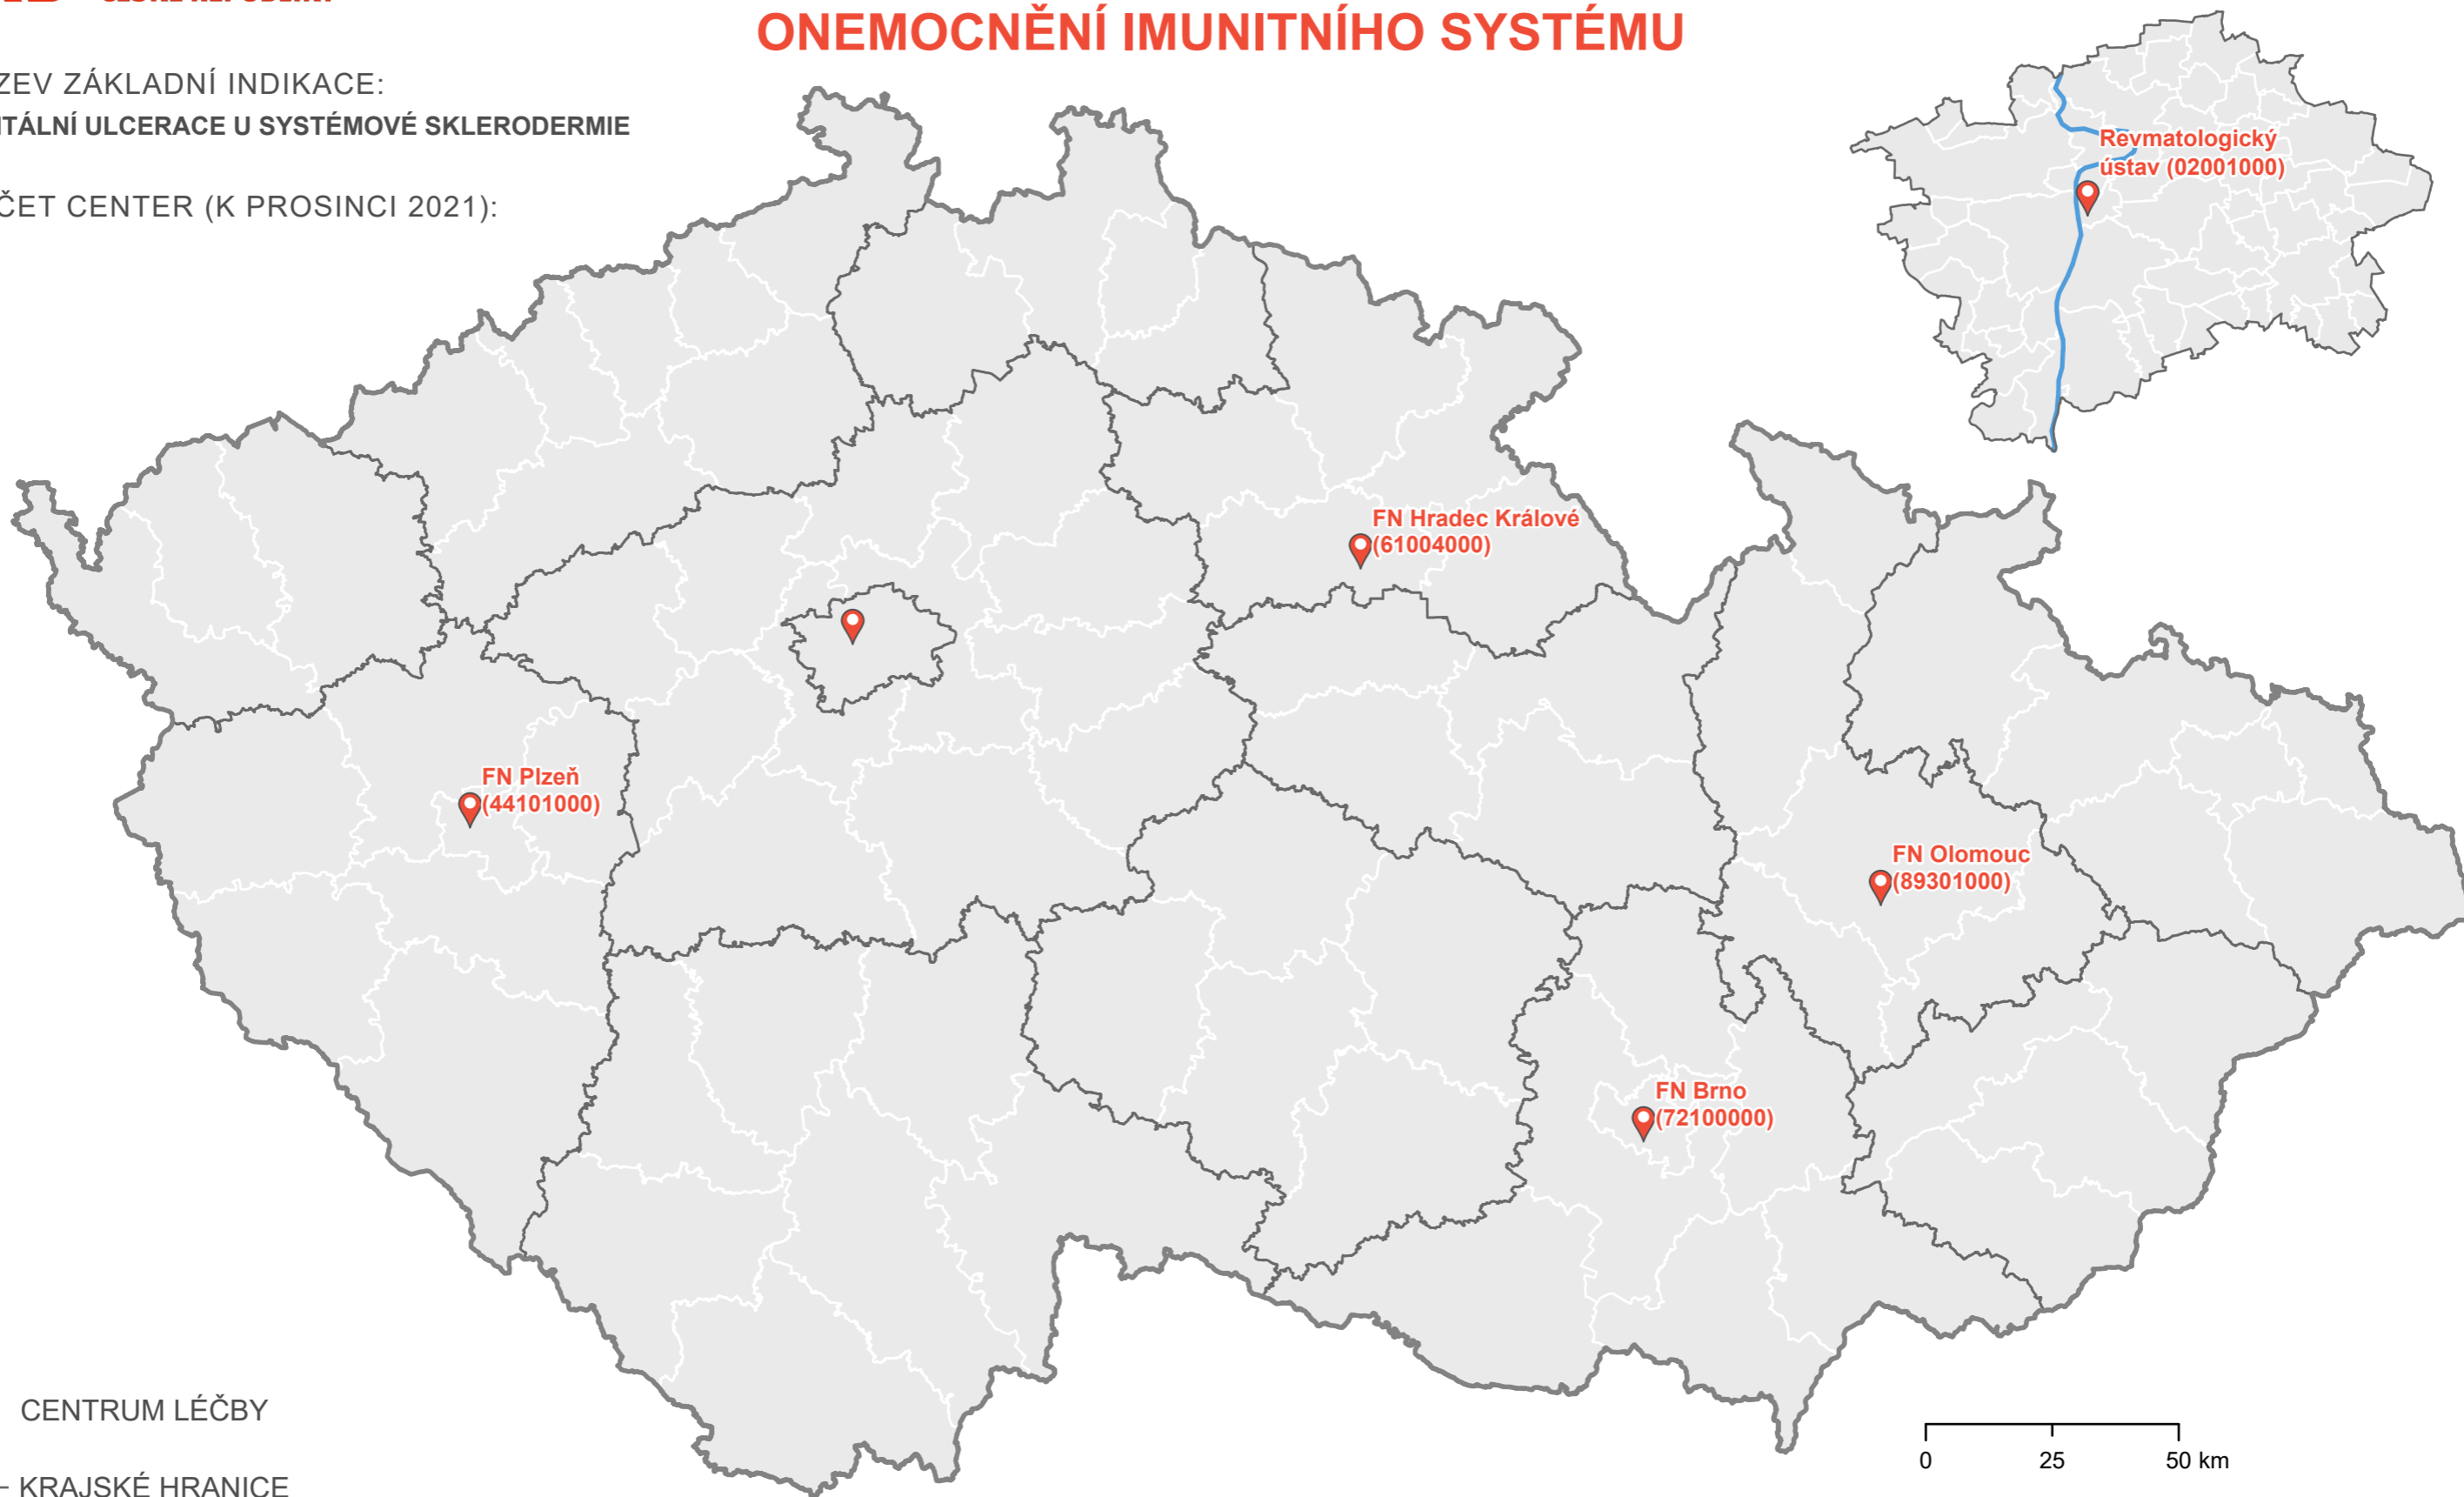 ONEMOCNĚNÍ IMUNITNÍHO SYSTÉMU
ZEV ZÁKLADNÍ INDIKACE:
ITÁLNÍ ULCERACE U SYSTÉMOVÉ SKLERODERMIE
ČET CENTER (K PROSINCI 2021):
Revmatologický
ústav (02001000)
FN Hradec Králové
(61004000)
FN Plzeň
(44101000)
FN Olomouc
(89301000)
FN Brno
(72100000)
CENTRUM LÉČBY
KRAJSKÉ HRANICE
0 25 50 km